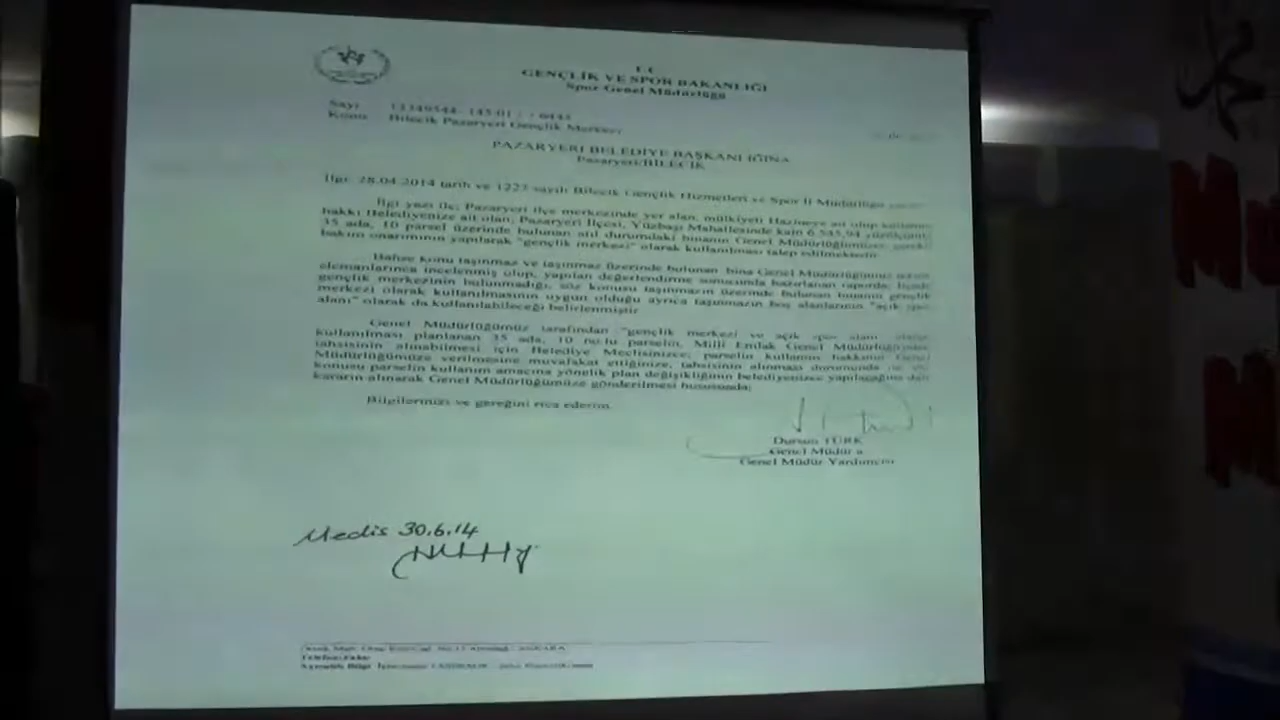 T.C.
GENÇLİK VE SPOR BAKANLIĞI
Spor Genel Müdürlüğü
Sayı
Konu: Bilecik Pazaryeri Gençlik Merkezi
PAZARYERİ BELEDİYE BAŞKANLIĞINA
Pazaryeri/BİLECİK
İlgi: 28.04.2014 tarih ve 1227 sayılı Bilecik Gençlik Hizmetleri ve Spor İl Müdürlüğü
İlgi yazı ile; Pazaryeri ilçe merkezinde yer alan, mülkiyeti Hazineye ait olup kullanım
hakkı Belediyenize ait olan, Pazaryeri İlçesi, Yüzbaşı Mahallesinde kain
35 ada, 10 parsel üzerinde bulunan atıl durumdaki binanın Genel Müdürlüğümüzce gerekli
bakım onarımının yapılarak "gençlik merkezi" olarak kullanılması talep edilmektedir.
Bahse konu taşınmaz ve taşınmaz üzerinde bulunan bina Genel Müdürlüğümüz teknik
elemanlarınca incelenmiş olup, yapılan değerlendirme sonucunda hazırlanan raporda; İlçede
gençlik merkezinin bulunmadığı, söz konusu taşınmazın üzerinde bulunan binanın gençlik
merkezi olarak kullanılmasının uygun olduğu ayrıca taşınmazın boş alanlarının "açık spor
alanı" olarak da kullanılabileceği belirlenmiştir.
Genel Müdürlüğümüz tarafından "gençlik merkezi ve açık spor alanı olarak
kullanılması planlanan 35 ada, 10 no'lu parselin, Milli Emlak Genel Müdürlüğünden
tahsisinin alınabilmesi için Belediye Meclisinizce, parselin kullanım hakkının Genel
Müdürlüğümüze verilmesine muvafakat ettiğinize, tahsisinin alınması durumunda
konusu parselin kullanım amacına yönelik plan değişikliğinin belediyenizce yapılacağına dair
kararın alınarak Genel Müdürlüğümüze gönderilmesi hususunda;
Bilgilerinizi ve gereğini rica ederim.
Dursun TÜRK
Genel Müdür a.
Genel Müdür Yardımcısı
Meclis 30.6.14